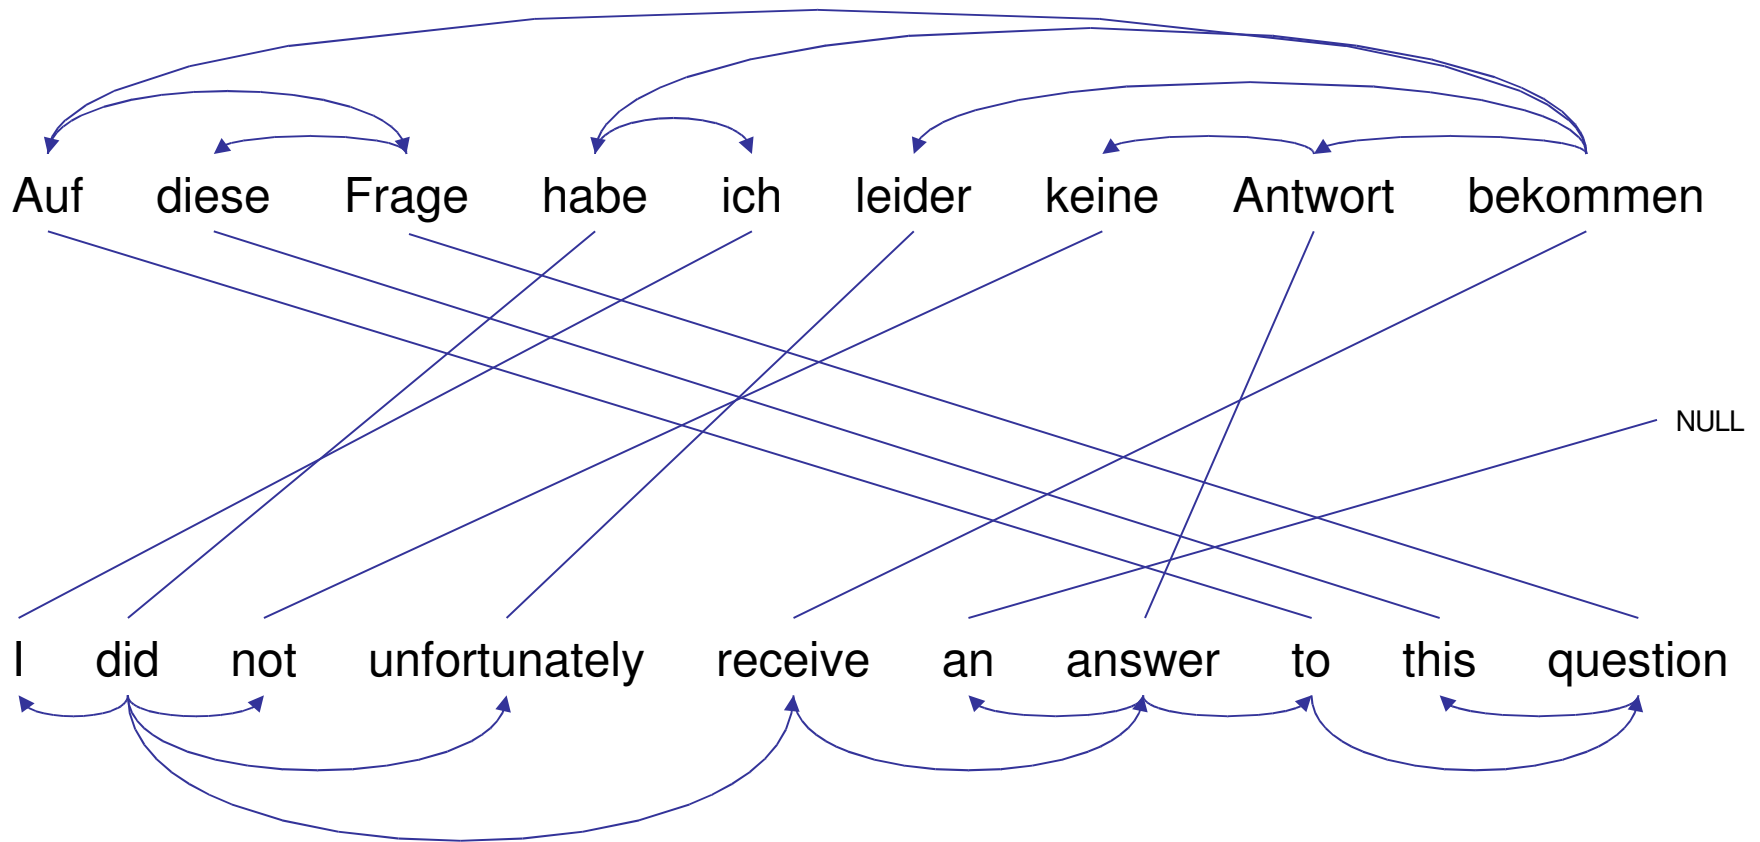 Auf diese Frage habe ich leider keine Antwort bekommen
NULL
I did not unfortunately receive an answer to this question